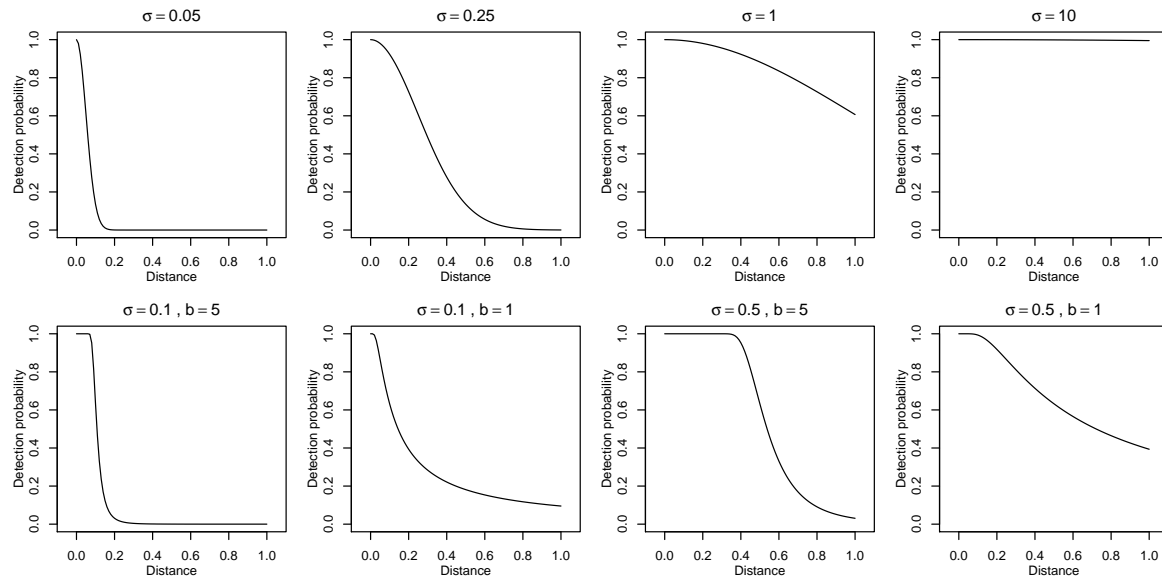 σ = 0.05
Detection probability
0.0 0.2 0.4 0.6 0.8 1.0
0.0 0.2 0.4 0.6 0.8 1.0
Distance
σ = 0.25
Detection probability
0.0 0.2 0.4 0.6 0.8 1.0
0.0 0.2 0.4 0.6 0.8 1.0
Distance
σ = 1
Detection probability
0.0 0.2 0.4 0.6 0.8 1.0
0.0 0.2 0.4 0.6 0.8 1.0
Distance
σ = 10
Detection probability
0.0 0.2 0.4 0.6 0.8 1.0
0.0 0.2 0.4 0.6 0.8 1.0
Distance
σ = 0.1 , b = 5
Detection probability
0.0 0.2 0.4 0.6 0.8 1.0
0.0 0.2 0.4 0.6 0.8 1.0
Distance
σ = 0.1 , b = 1
Detection probability
0.0 0.2 0.4 0.6 0.8 1.0
0.0 0.2 0.4 0.6 0.8 1.0
Distance
σ = 0.5 , b = 5
Detection probability
0.0 0.2 0.4 0.6 0.8 1.0
0.0 0.2 0.4 0.6 0.8 1.0
Distance
σ = 0.5 , b = 1
Detection probability
0.0 0.2 0.4 0.6 0.8 1.0
0.0 0.2 0.4 0.6 0.8 1.0
Distance